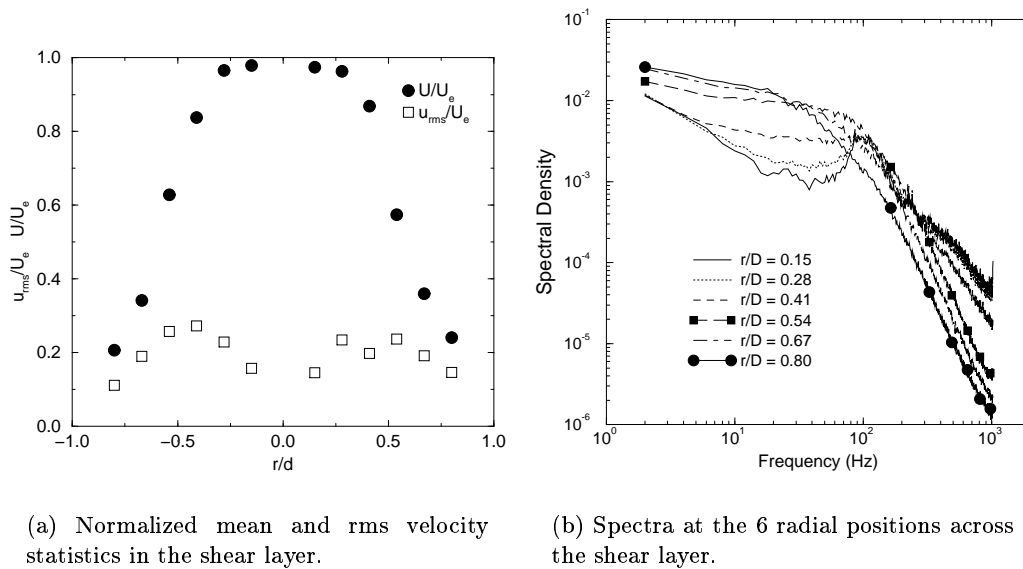 1.0
0.8
0.6
0.4
0.2
0.0
u_rms/U_e U/U_e
−1.0 −0.5 0.0 0.5 1.0
r/d
U/U_e
u_rms/U_e
10^-1
10^-2
10^-3
10^-4
10^-5
10^-6
Spectral Density
r/D = 0.15
r/D = 0.28
r/D = 0.41
r/D = 0.54
r/D = 0.67
r/D = 0.80
10^0 10^1 10^2 10^3
Frequency (Hz)
(a) Normalized mean and rms velocity
statistics in the shear layer.
(b) Spectra at the 6 radial positions across
the shear layer.